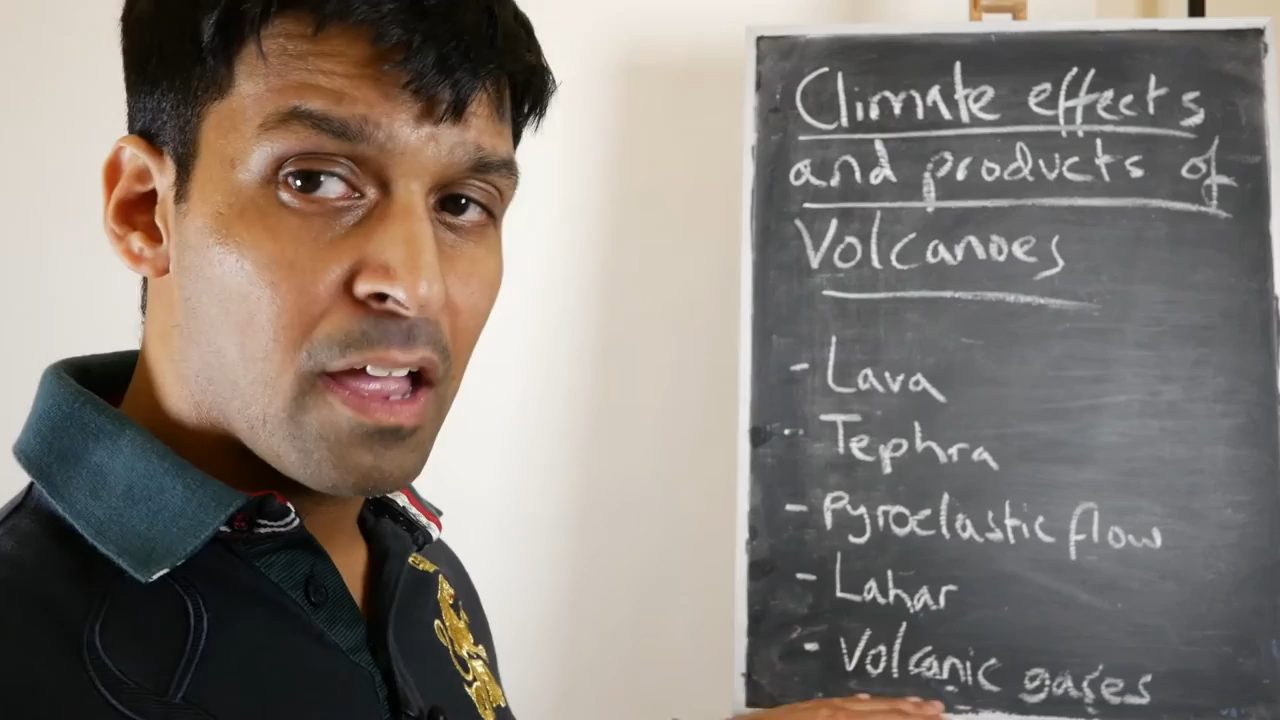 Climate effects
and products of
Volcanoes
- Lava
- Tephra
- Pyroclastic flow
- Lahar
- Volcanic gases